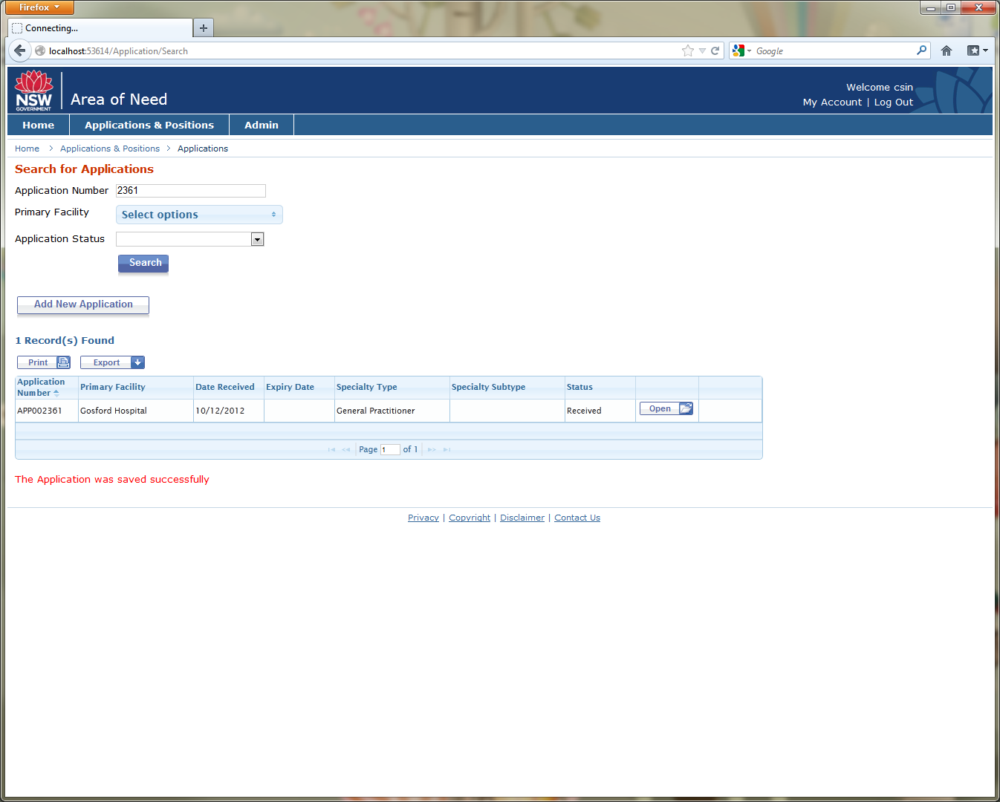 Firefox
Connecting...
localhost:53614/Application/Search
Google
NSW
GOVERNMENT
Area of Need
Welcome csin
My Account | Log Out
Home
Applications & Positions
Admin
Home > Applications & Positions > Applications
Search for Applications
Application Number 2361
Primary Facility Select options
Application Status
Search
Add New Application
1 Record(s) Found
Print Export
Application Number Primary Facility Date Received Expiry Date Specialty Type Specialty Subtype Status
APP002361 Gosford Hospital 10/12/2012 General Practitioner Received Open
Page 1 of 1
The Application was saved successfully
Privacy | Copyright | Disclaimer | Contact Us